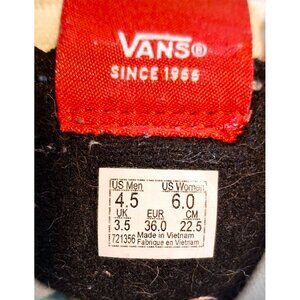 VANS®
SINCE 1966
US Men US Women
4.5 6.0
UK EUR CM
3.5 36.0 22.5
721356 Made in Vietnam
Fabrique en Vietnam